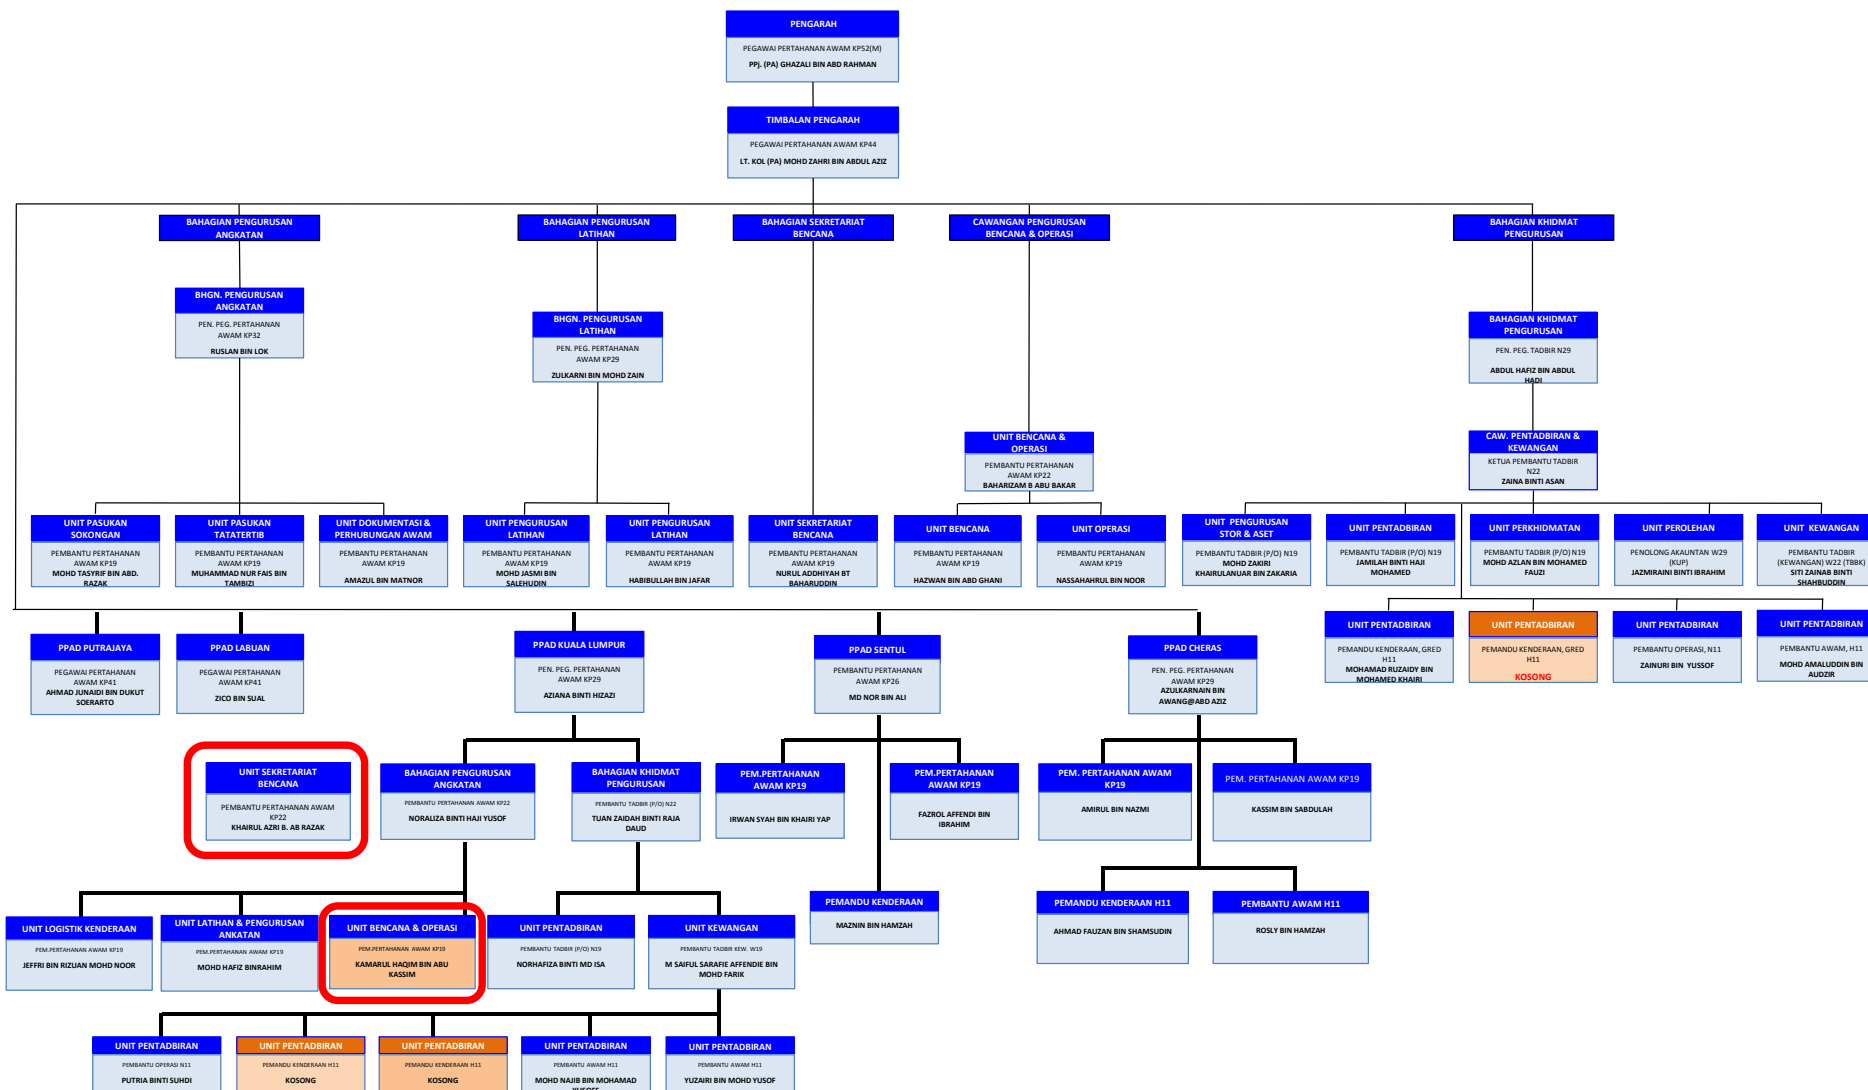 PENGARAH
PEGAWAI PERTAHANAN AWAM KP52(M)
PPj. (PA) GHAZALI BIN ABD RAHMAN
TIMBALAN PENGARAH
PEGAWAI PERTAHANAN AWAM KP44
LT. KOL (PA) MOHD ZAHRI BIN ABDUL AZIZ
BAHAGIAN PENGURUSAN
ANGKATAN
BAHAGIAN PENGURUSAN
LATIHAN
BAHAGIAN SEKRETARIAT
BENCANA
CAWANGAN PENGURUSAN
BENCANA & OPERASI
BAHAGIAN KHIDMAT
PENGURUSAN
BHGN. PENGURUSAN
ANGKATAN
PEN. PEG. PERTAHANAN
AWAM KP32
RUSLAN BIN LOK
BHGN. PENGURUSAN
LATIHAN
PEN. PEG. PERTAHANAN
AWAM KP29
ZULKARNI BIN MOHD ZAIN
BAHAGIAN KHIDMAT
PENGURUSAN
PEN. PEG. TADBIR N29
ABDUL HAFIZ BIN ABDUL
HADI
UNIT BENCANA &
OPERASI
PEMBANTU PERTAHANAN
AWAM KP22
BAHARIZAM B ABU BAKAR
CAW. PENTADBIRAN &
KEWANGAN
KETUA PEMBANTU TADBIR
N22
ZAINA BINTI ASAN
UNIT PASUKAN
SOKONGAN
PEMBANTU PERTAHANAN
AWAM KP19
MOHD TASYRIF BIN ABD.
RAZAK
UNIT PASUKAN
TATATERTIB
PEMBANTU PERTAHANAN
AWAM KP19
MUHAMMAD NUR FAIS BIN
TAMBIZI
UNIT DOKUMENTASI &
PERHUBUNGAN AWAM
PEMBANTU PERTAHANAN
AWAM KP19
AMAZUL BIN MATNOR
UNIT PENGURUSAN
LATIHAN
PEMBANTU PERTAHANAN
AWAM KP19
MOHD JASMI BIN
SALEHUDIN
UNIT PENGURUSAN
LATIHAN
PEMBANTU PERTAHANAN
AWAM KP19
HABIBULLAH BIN JAFAR
UNIT SEKRETARIAT
BENCANA
PEMBANTU PERTAHANAN
AWAM KP19
NURUL ADDHIYAH BT
BAHARUDDIN
UNIT BENCANA
PEMBANTU PERTAHANAN
AWAM KP19
HAZWAN BIN ABD GHANI
UNIT OPERASI
PEMBANTU PERTAHANAN
AWAM KP19
NASSAHAHRUL BIN NOOR
UNIT PENGURUSAN
STOR & ASET
PEMBANTU TADBIR (P/O) N19
MOHD ZAKIRI
KHAIRULANUAR BIN ZAKARIA
UNIT PENTADBIRAN
PEMBANTU TADBIR (P/O) N19
JAMILAH BINTI HAJI
MOHAMED
UNIT PERKHIDMATAN
PEMBANTU TADBIR (P/O) N19
MOHD AZLAN BIN MOHAMED
FAUZI
UNIT PEROLEHAN
PENOLONG AKAUNTAN W29
(KUP)
JAZMIRAINI BINTI IBRAHIM
UNIT KEWANGAN
PEMBANTU TADBIR
(KEWANGAN) W22 (TBBK)
SITI ZAINAB BINTI
SHAHBUDDIN
UNIT PENTADBIRAN
PEMANDU KENDERAAN, GRED
H11
MOHAMAD RUZAIDY BIN
MOHAMED KHAIRI
UNIT PENTADBIRAN
PEMANDU KENDERAAN, GRED
H11
KOSONG
UNIT PENTADBIRAN
PEMBANTU OPERASI, N11
ZAINURI BIN YUSSOF
UNIT PENTADBIRAN
PEMBANTU AWAM, H11
MOHD AMALUDDIN BIN
AUDZIR
PPAD PUTRAJAYA
PEGAWAI PERTAHANAN
AWAM KP41
AHMAD JUNAIDI BIN DUKUT
SOERARTO
PPAD LABUAN
PEGAWAI PERTAHANAN
AWAM KP41
ZICO BIN SUAL
PPAD KUALA LUMPUR
PEN. PEG. PERTAHANAN
AWAM KP29
AZIANA BINTI HIZAZI
PPAD SENTUL
PEMBANTU PERTAHANAN
AWAM KP26
MD NOR BIN ALI
PPAD CHERAS
PEN. PEG. PERTAHANAN
AWAM KP29
AZULKARNAIN BIN
AWANG@ABD AZIZ
UNIT SEKRETARIAT
BENCANA
PEMBANTU PERTAHANAN AWAM
KP22
KHAIRUL AZRI B. AB RAZAK
BAHAGIAN PENGURUSAN
ANGKATAN
PEMBANTU PERTAHANAN AWAM KP22
NORALIZA BINTI HAJI YUSOF
BAHAGIAN KHIDMAT
PENGURUSAN
PEMBANTU TADBIR (P/O) N22
TUAN ZAIDAH BINTI RAJA
DAUD
PEM.PERTAHANAN
AWAM KP19
IRWAN SYAH BIN KHAIRI YAP
PEM.PERTAHANAN
AWAM KP19
FAZROL AFFENDI BIN
IBRAHIM
PEM. PERTAHANAN AWAM
KP19
AMIRUL BIN NAZMI
PEM. PERTAHANAN AWAM KP19
KASSIM BIN SABDULAH
PEMANDU KENDERAAN
MAZNIN BIN HAMZAH
PEMANDU KENDERAAN H11
AHMAD FAUZAN BIN SHAMSUDIN
PEMBANTU AWAM H11
ROSLY BIN HAMZAH
UNIT LOGISTIK KENDERAAN
PEM.PERTAHANAN AWAM KP19
JEFFRI BIN RIZUAN MOHD NOOR
UNIT LATIHAN & PENGURUSAN
ANKATAN
PEM.PERTAHANAN AWAM KP19
MOHD HAFIZ BINRAHIM
UNIT BENCANA & OPERASI
PEM.PERTAHANAN AWAM KP19
KAMARUL HAQIM BIN ABU
KASSIM
UNIT PENTADBIRAN
PEMBANTU TADBIR (P/O) N19
NORHAFIZA BINTI MD ISA
UNIT KEWANGAN
PEMBANTU TADBIR KEW. W19
M SAIFUL SARAFIE AFFENDIE BIN
MOHD FARIK
UNIT PENTADBIRAN
PEMBANTU OPERASI N11
PUTRIA BINTI SUHDI
UNIT PENTADBIRAN
PEMANDU KENDERAAN H11
KOSONG
UNIT PENTADBIRAN
PEMANDU KENDERAAN H11
KOSONG
UNIT PENTADBIRAN
PEMBANTU AWAM H11
MOHD NAJIB BIN MOHAMAD
UNIT PENTADBIRAN
PEMBANTU AWAM H11
YUZAIRI BIN MOHD YUSOF